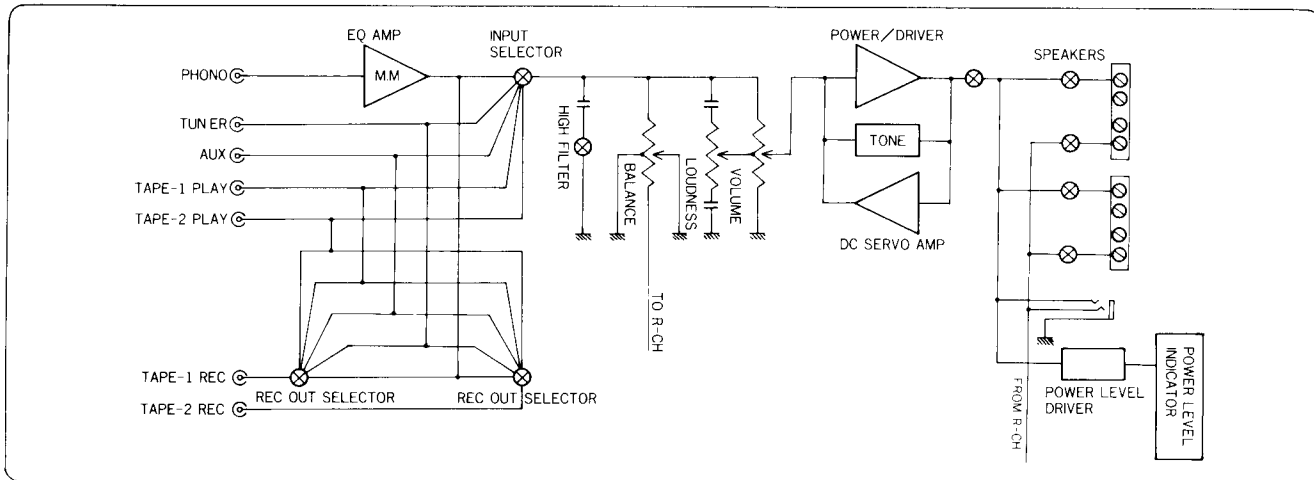 EQ AMP
INPUT
SELECTOR
POWER/DRIVER
SPEAKERS
PHONO
M.M
TUNER
AUX
TAPE-1 PLAY
TAPE-2 PLAY
HIGH FILTER
BALANCE
LOUDNESS
VOLUME
TONE
DC SERVO AMP
TO R-CH
TAPE-1 REC
REC OUT SELECTOR
REC OUT SELECTOR
TAPE-2 REC
FROM R-CH
POWER LEVEL
DRIVER
POWER LEVEL
INDICATOR